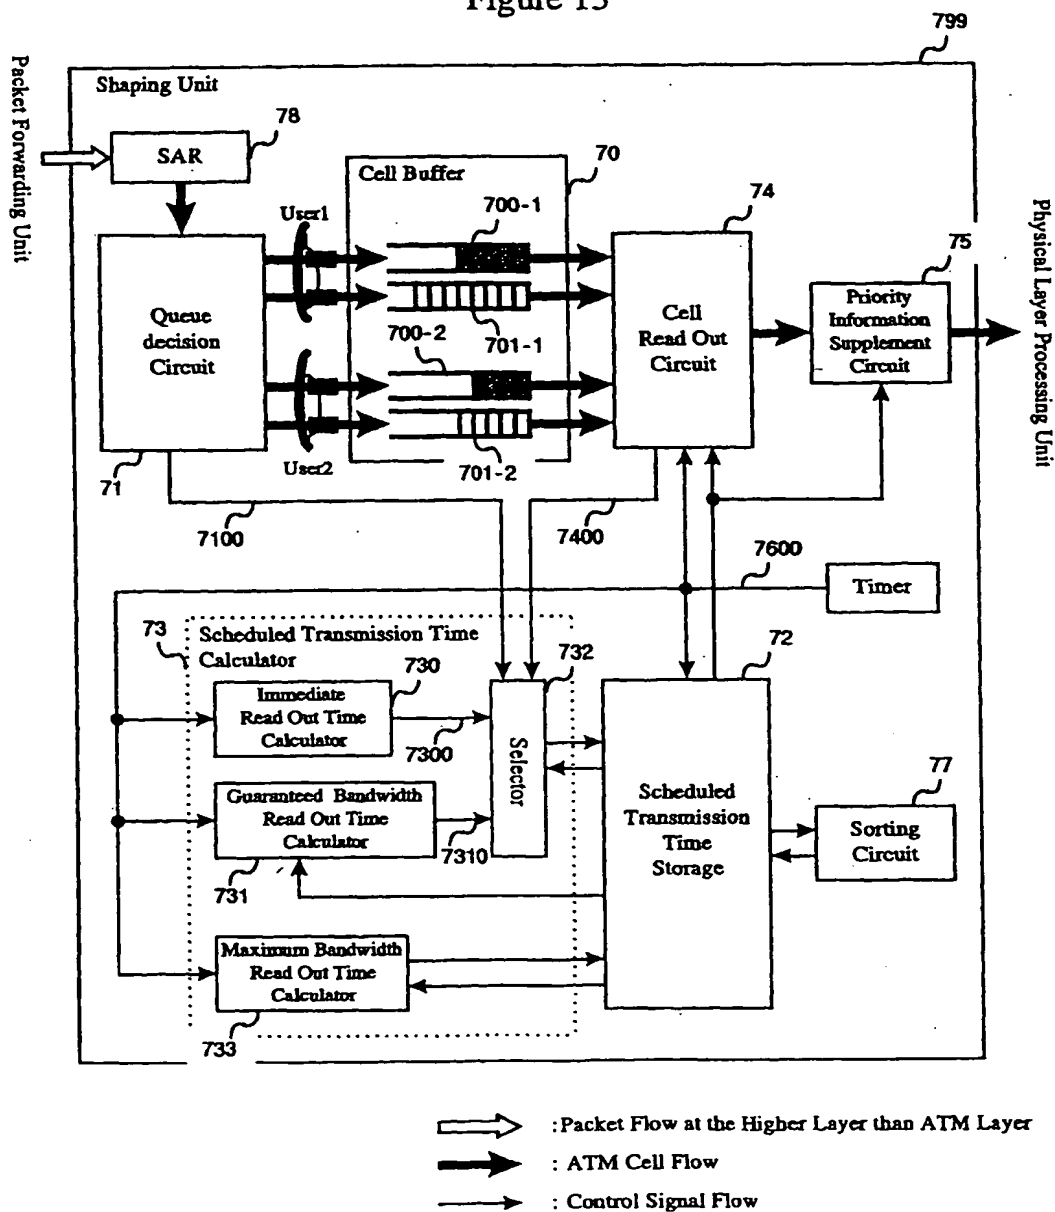 Figure 13
799
Packet Forwarding Unit
Shaping Unit
78
SAR
Cell Buffer
70
User1
700-1
74
75
Physical Layer Processing Unit
Queue
decision
Circuit
Cell
Read Out
Circuit
Priority
Information
Supplement
Circuit
700-2
701-1
User2
701-2
71
7100
7400
7600
Timer
73
Scheduled Transmission Time
Calculator
732
72
730
Immediate
Read Out Time
Calculator
7300
Selector
77
Guaranteed Bandwidth
Read Out Time
Calculator
7310
731
Scheduled
Transmission
Time
Storage
Sorting
Circuit
Maximum Bandwidth
Read Out Time
Calculator
733
: Packet Flow at the Higher Layer than ATM Layer
: ATM Cell Flow
: Control Signal Flow